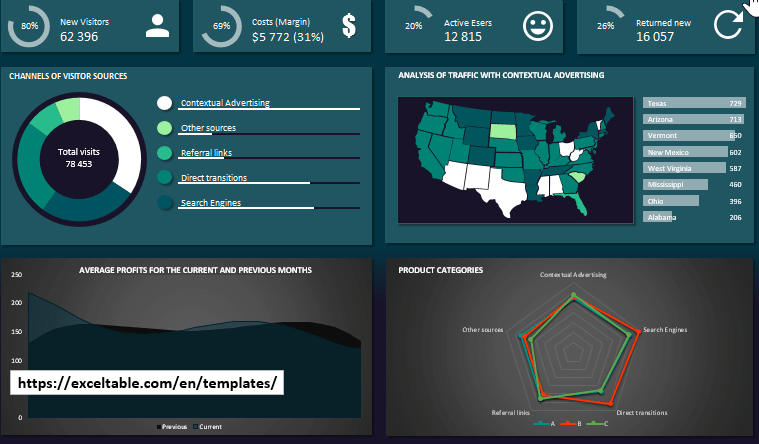 80%
New Visitors
62 396
69%
Costs (Margin)
$5 772 (31%)
$
20%
Active Esers
12 815
26%
Returned new
16 057
CHANNELS OF VISITOR SOURCES
Total visits
78 453
Contextual Advertising
Other sources
Referral links
Direct transitions
Search Engines
ANALYSIS OF TRAFFIC WITH CONTEXTUAL ADVERTISING
Texas 729
Arizona 713
Vermont 650
New Mexico 602
West Virginia 587
Mississippi 460
Ohio 396
Alabama 206
AVERAGE PROFITS FOR THE CURRENT AND PREVIOUS MONTHS
250
200
150
100
0
https://exceltable.com/en/templates/
Previous Current
PRODUCT CATEGORIES
Contextual Advertising
Other sources
Search Engines
Referral links
Direct transitions
A B C